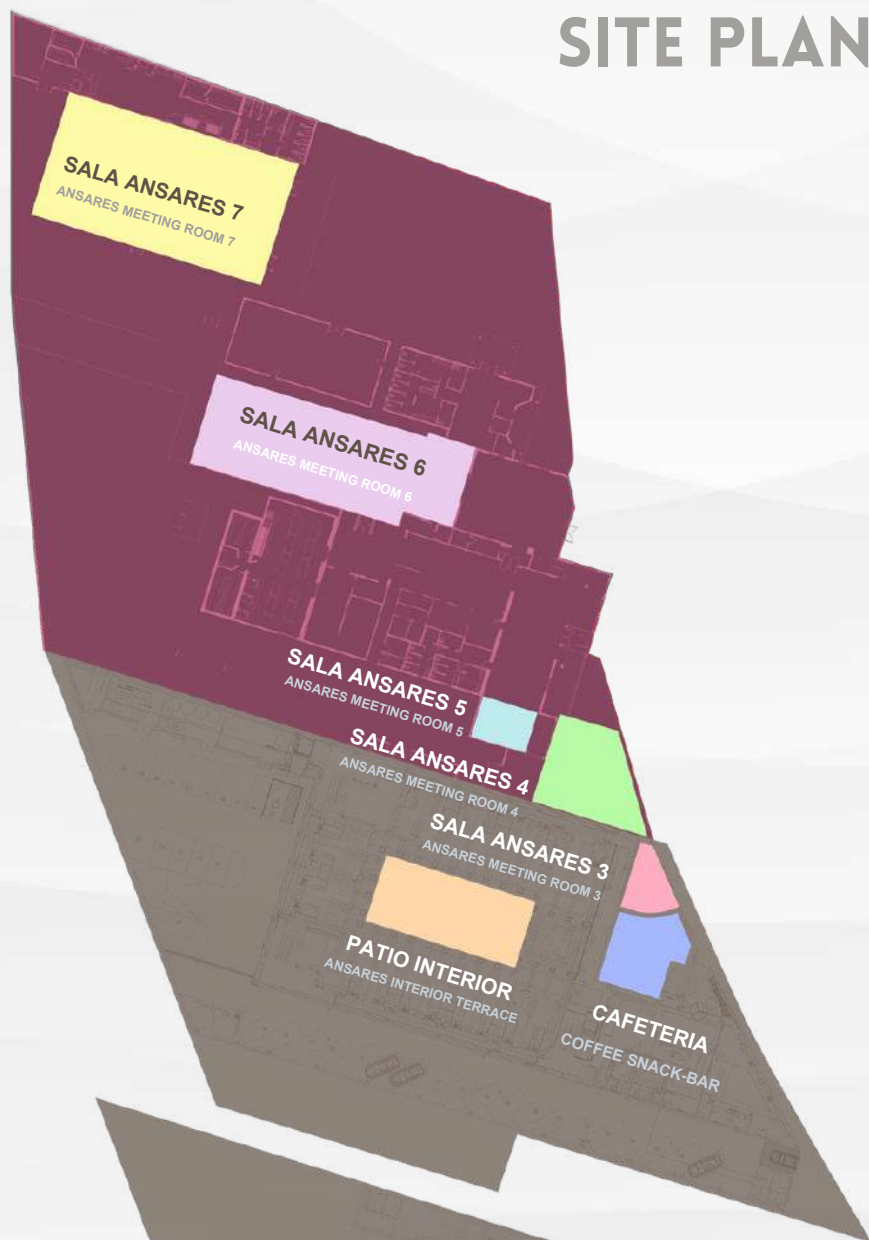 SITE PLAN
SALA ANSARES 7
ANSARES MEETING ROOM 7
SALA ANSARES 6
ANSARES MEETING ROOM 6
SALA ANSARES 5
ANSARES MEETING ROOM 5
SALA ANSARES 4
ANSARES MEETING ROOM 4
SALA ANSARES 3
ANSARES MEETING ROOM 3
PATIO INTERIOR
ANSARES INTERIOR TERRACE
CAFETERIA
COFFEE SNACK-BAR